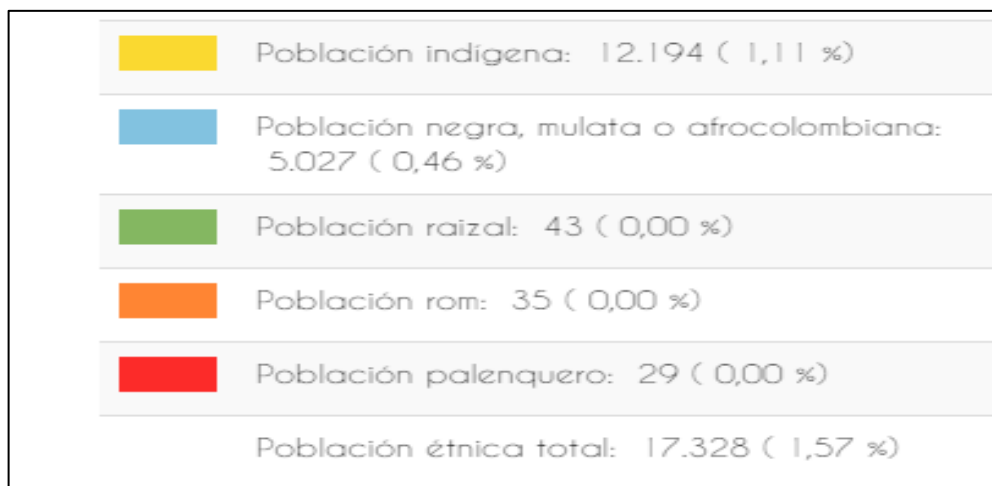 Población indígena: 12.194 ( 1,11 %)
Población negra, mulata o afrocolombiana:
5.027 ( 0,46 %)
Población raizal: 43 ( 0,00 %)
Población rom: 35 ( 0,00 %)
Población palenquero: 29 ( 0,00 %)
Población étnica total: 17.328 ( 1,57 %)